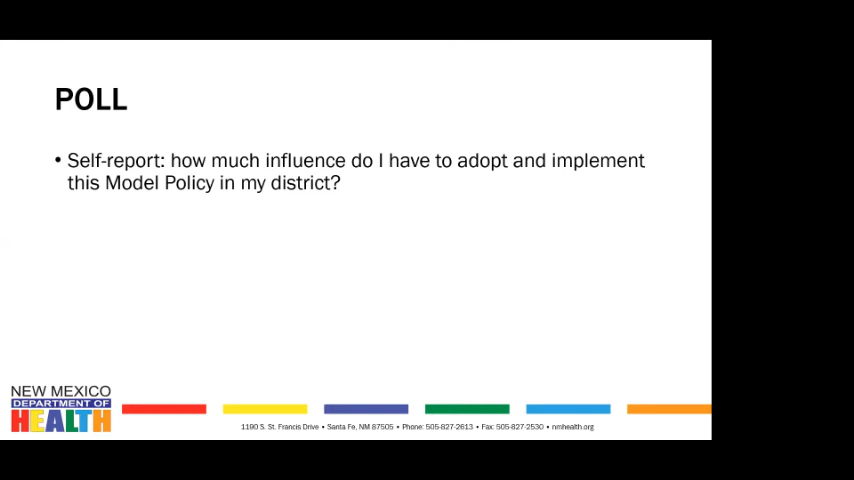 POLL
• Self-report: how much influence do I have to adopt and implement
this Model Policy in my district?
NEW MEXICO
DEPARTMENT OF
HEALTH
1190 S. St. Francis Drive • Santa Fe, NM 87505 • Phone: 505-827-2613 • Fax: 505-827-2530 • nmhealth.org